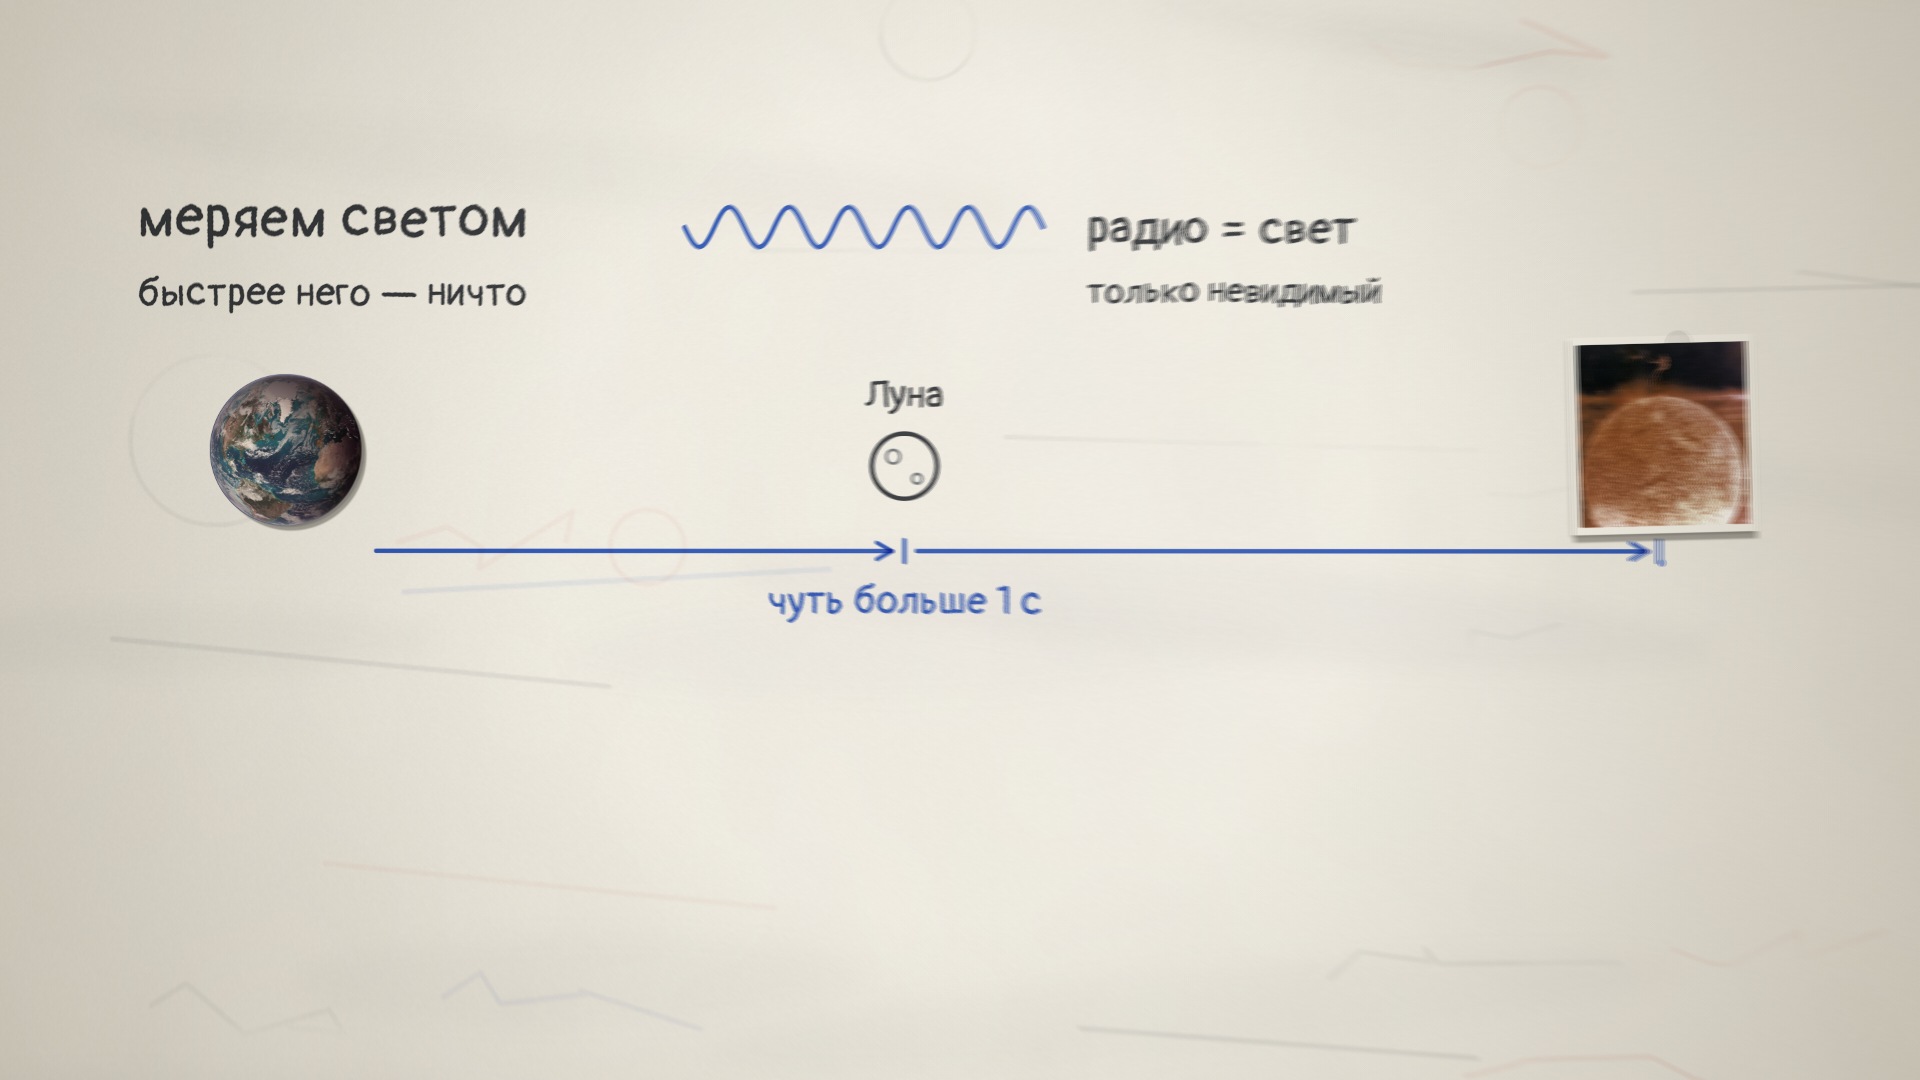 меряем светом
быстрее него — ничто
радио = свет
только невидимый
Луна
чуть больше 1 с